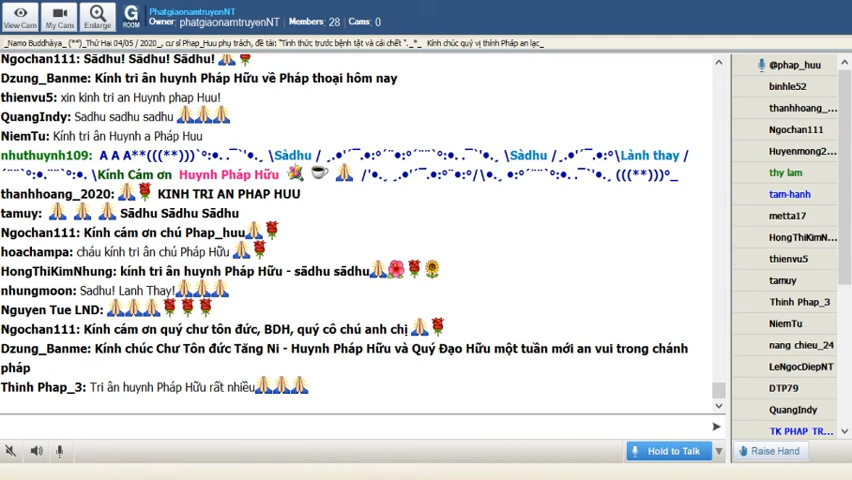 View Cam
My Cam
Enlarge
G
ROOM
PhatgiaonamtruyenNT
Owner: phatgiaonamtruyenNT Members: 28 Cams: 0
_Namo Buddhàya_ (**)_Thứ Hai 04/05 / 2020_, cư sĩ Phap_Huu phụ trách, đề tài: "Tỉnh thức trước bệnh tật và cái chết "._*_ Kính chúc quý vị thính Pháp an lạc_
Ngochan111: Sādhu! Sādhu! Sādhu!
Dzung_Banme: Kính tri ân huynh Pháp Hữu về Pháp thoại hôm nay
thienvu5: xin kinh tri an Huynh phap Huu!
QuangIndy: Sadhu sadhu sadhu
NiemTu: Kính tri ân Huynh a Pháp Huu
nhuthuynh109: \Sàdhu / \Sàdhu / \Lành thay /
\Kính Cám ơn Huynh Pháp Hữu
thanhhoang_2020: KINH TRI AN PHAP HUU
tamuy: Sādhu Sādhu Sādhu
Ngochan111: Kính cám ơn chú Phap_huu
hoachampa: cháu kính tri ân chú Pháp Hữu
HongThiKimNhung: kính tri ân huynh Pháp Hữu - sādhu sādhu
nhungmoon: Sadhu! Lanh Thay!
Nguyen Tue LND:
Ngochan111: Kính cám ơn quý chư tôn đức, BDH, quý cô chú anh chị
Dzung_Banme: Kính chúc Chư Tôn đức Tăng Ni - Huynh Pháp Hữu và Quý Đạo Hữu một tuần mới an vui trong chánh
pháp
Thinh Phap_3: Tri ân huynh Pháp Hữu rất nhiều
Hold to Talk
@phap_huu
binhle52
thanhhoang_...
Ngochan111
Huyenmong2...
thy lam
tam-hanh
metta17
HongThiKimN...
thienvu5
tamuy
Thinh Phap_3
NiemTu
nang chieu_24
LeNgocDiepNT
DTP79
QuangIndy
TK PHAP TR...
Raise Hand